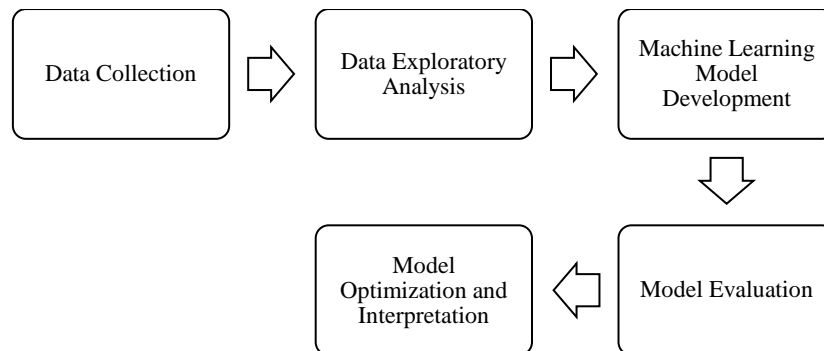 Data Collection
Data Exploratory
Analysis
Machine Learning
Model
Development
Model Evaluation
Model
Optimization and
Interpretation